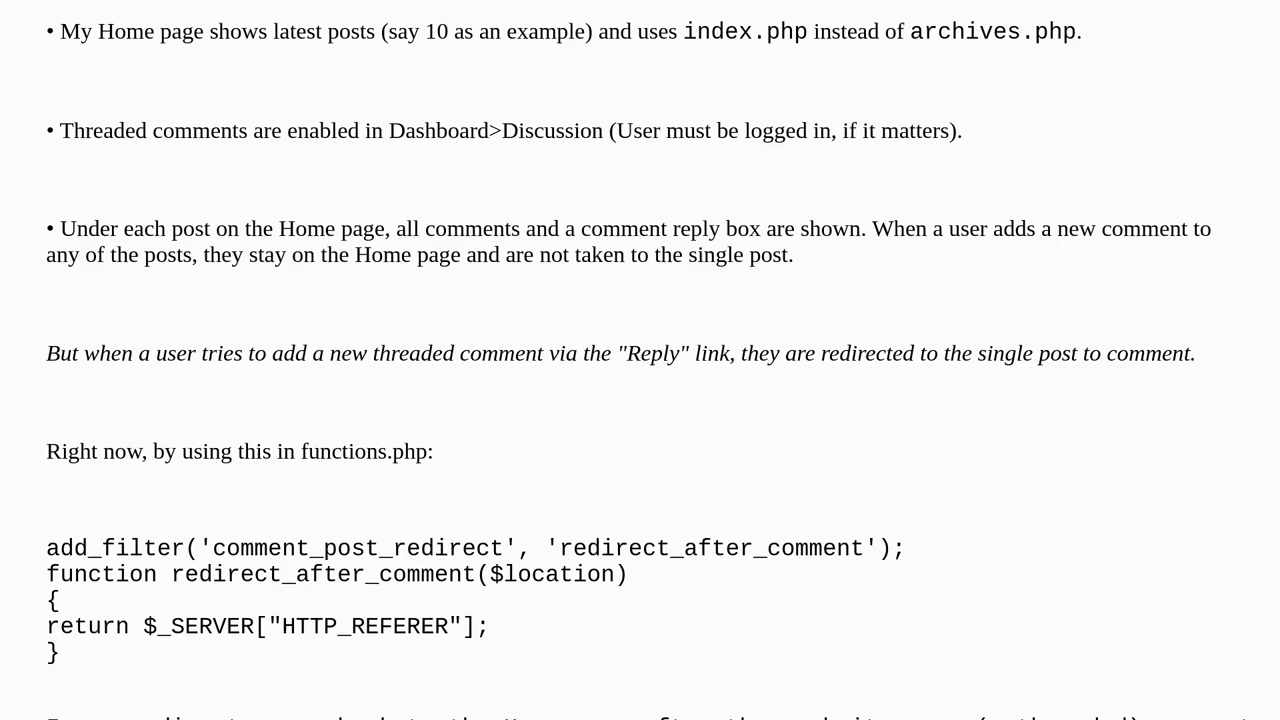 • My Home page shows latest posts (say 10 as an example) and uses index.php instead of archives.php.
• Threaded comments are enabled in Dashboard>Discussion (User must be logged in, if it matters).
• Under each post on the Home page, all comments and a comment reply box are shown. When a user adds a new comment to
any of the posts, they stay on the Home page and are not taken to the single post.
But when a user tries to add a new threaded comment via the "Reply" link, they are redirected to the single post to comment.
Right now, by using this in functions.php:
add_filter('comment_post_redirect', 'redirect_after_comment');
function redirect_after_comment($location)
{
return $_SERVER["HTTP_REFERER"];
}